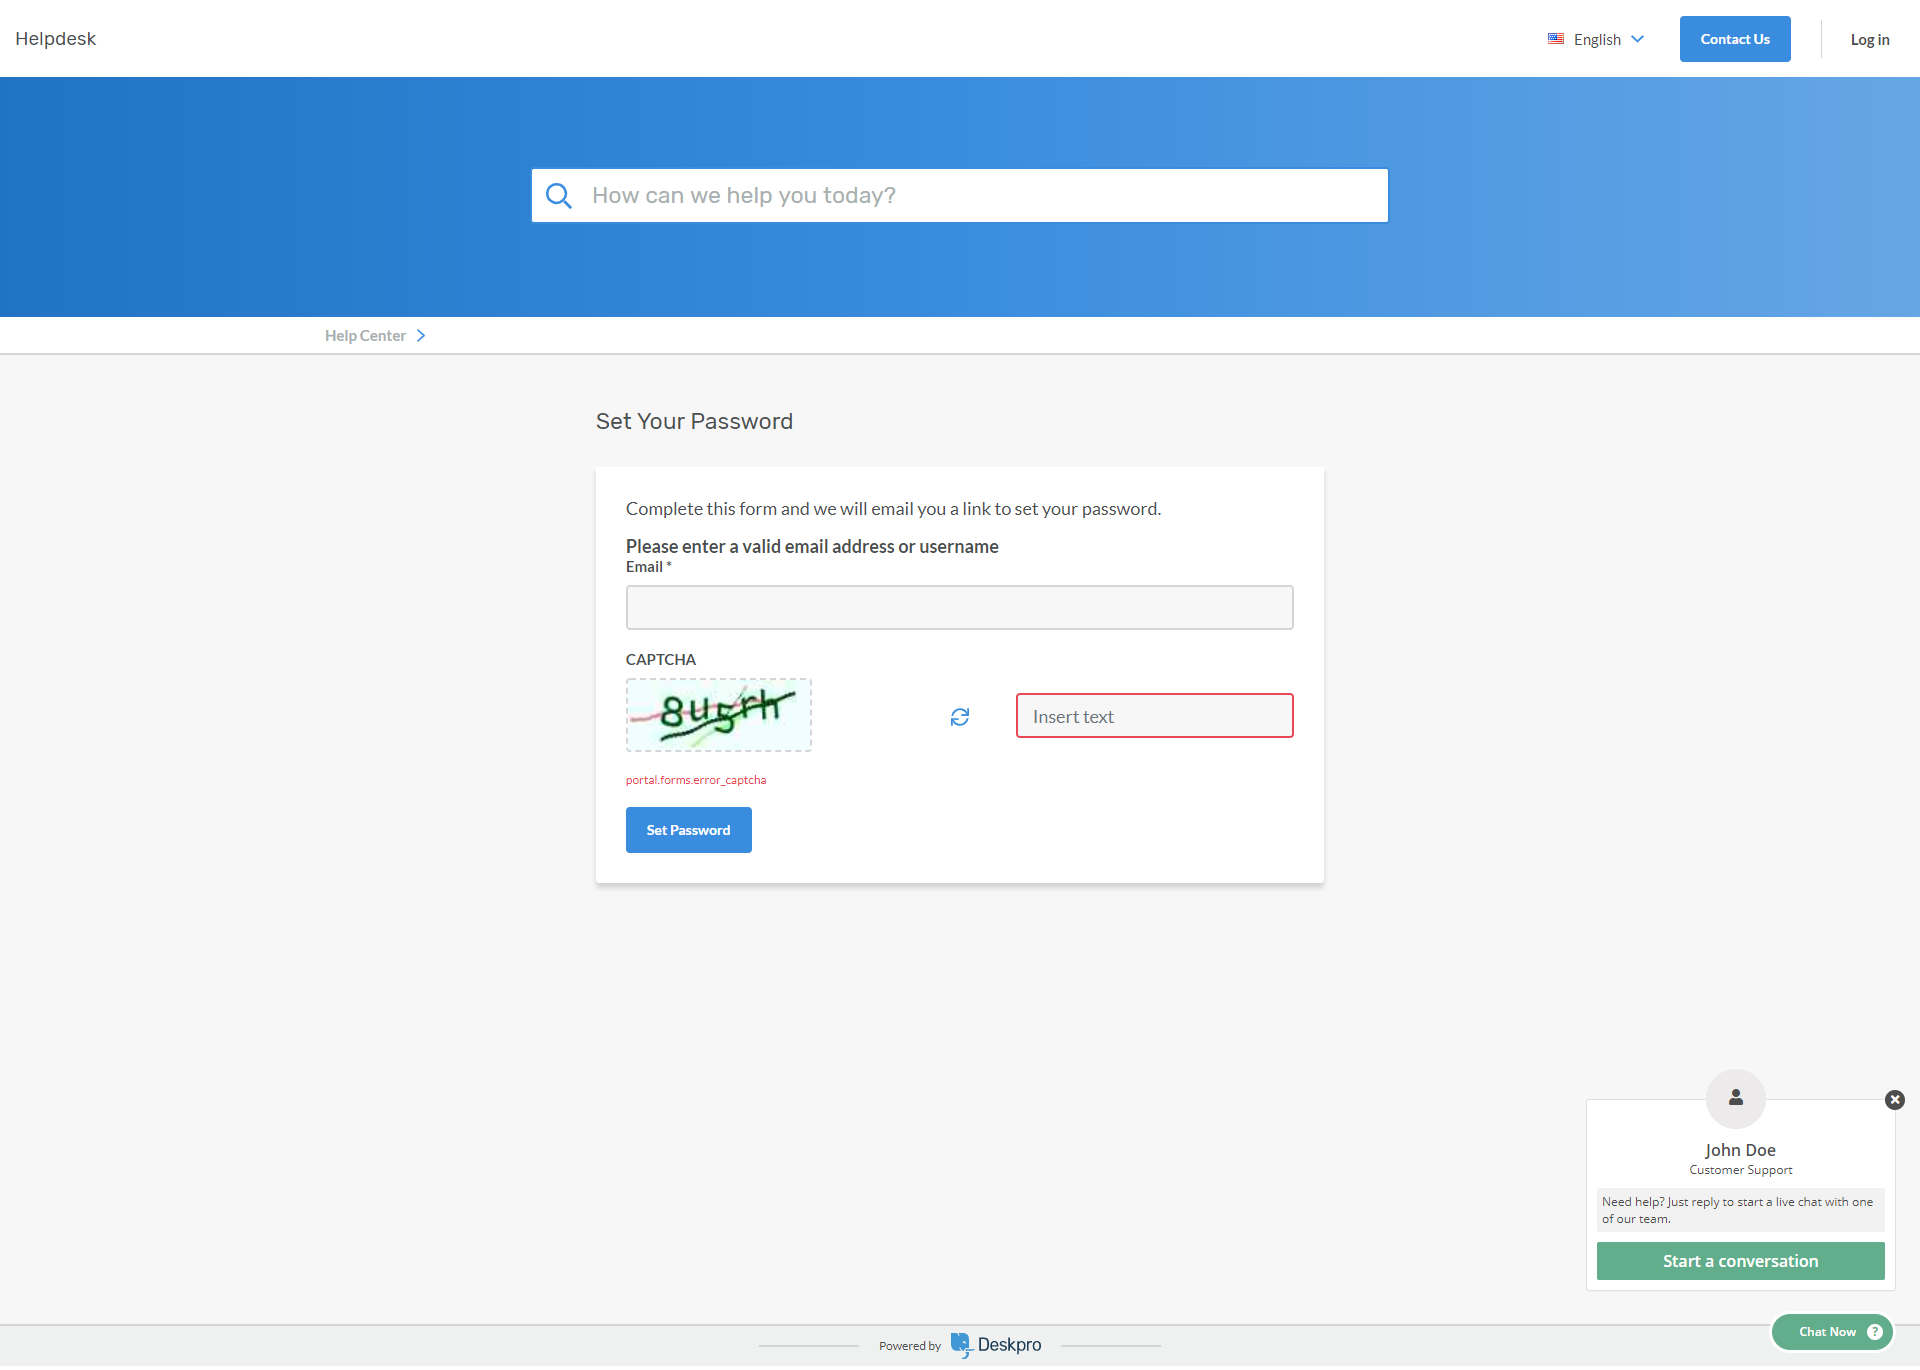 Helpdesk
English
Contact Us
Log in
How can we help you today?
Help Center
Set Your Password
Complete this form and we will email you a link to set your password.
Please enter a valid email address or username
Email *
CAPTCHA
8u5rh
Insert text
portal.forms.error_captcha
Set Password
John Doe
Customer Support
Need help? Just reply to start a live chat with one
of our team.
Start a conversation
Chat Now ?
Powered by Deskpro